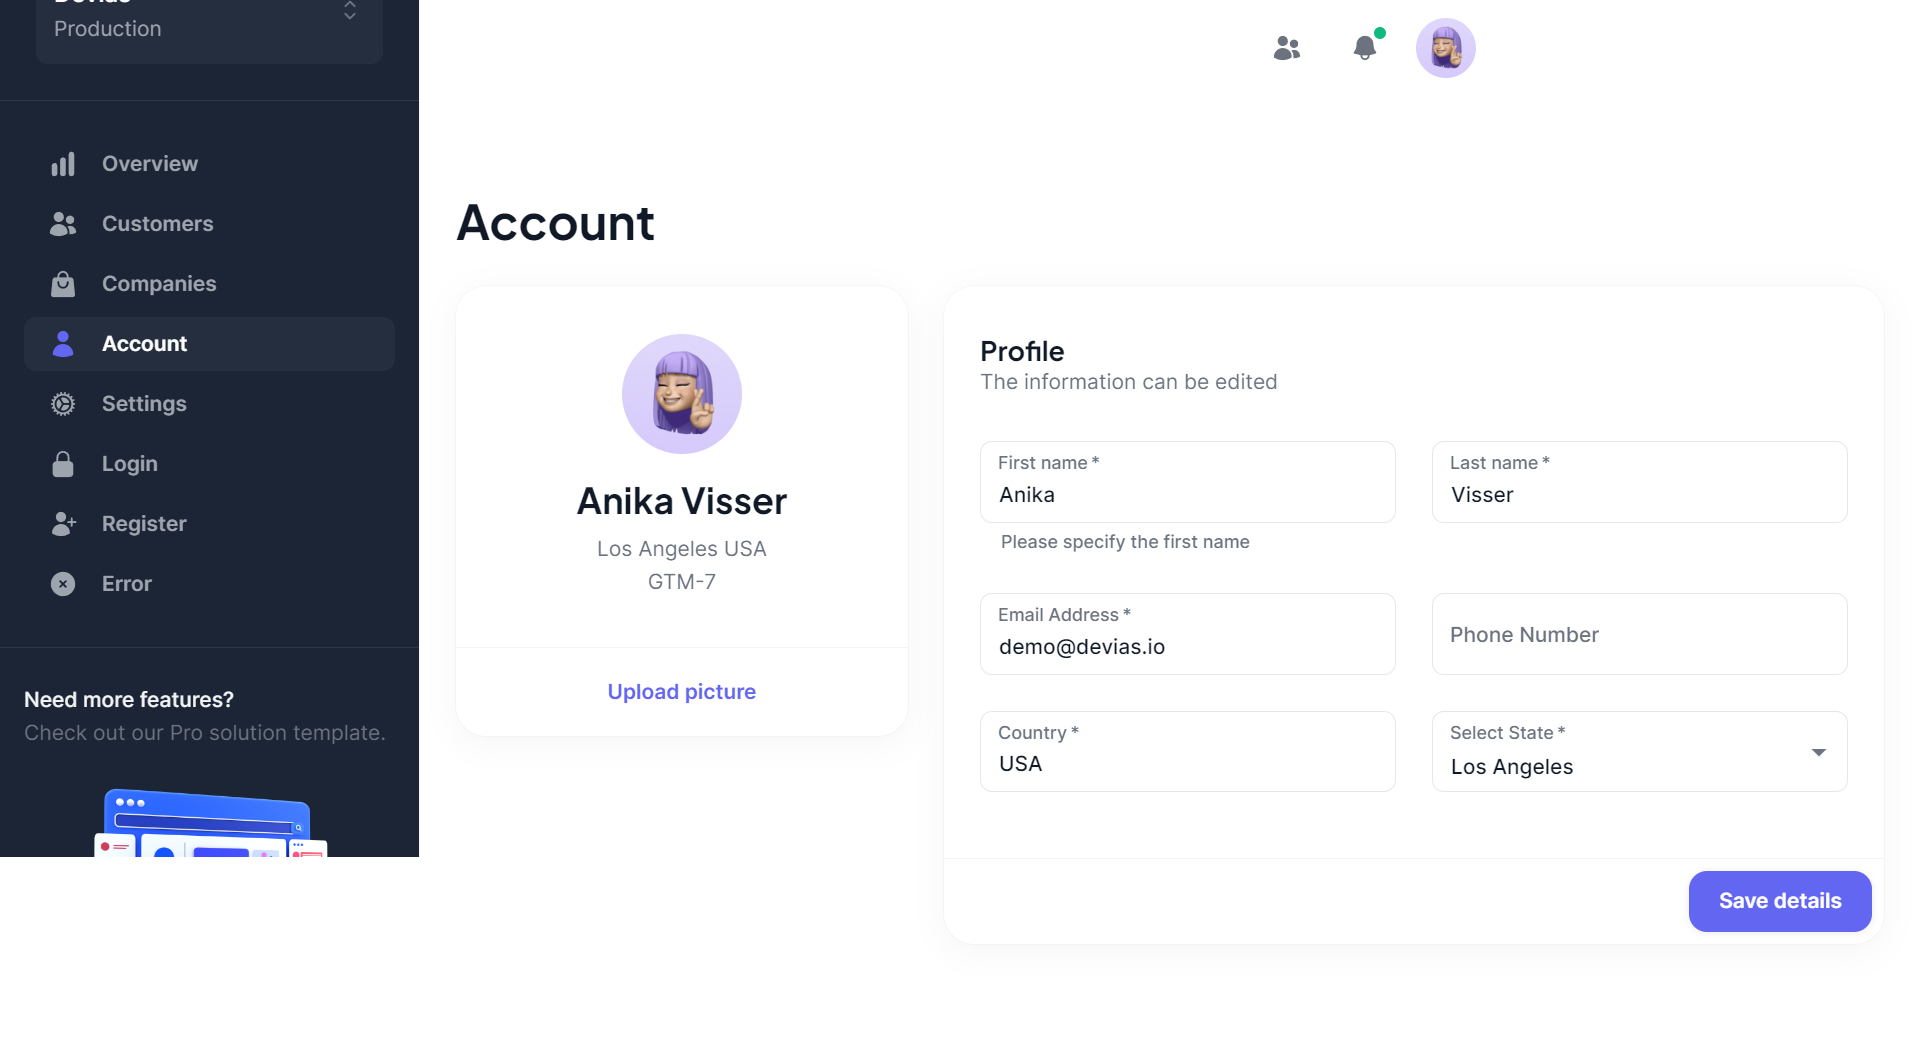 Devias
Production
Overview
Customers
Companies
Account
Settings
Login
Register
Error
Need more features?
Check out our Pro solution template.
Account
Anika Visser
Los Angeles USA
GTM-7
Upload picture
Profile
The information can be edited
First name *
Anika
Please specify the first name
Last name *
Visser
Email Address *
demo@devias.io
Phone Number
Country *
USA
Select State *
Los Angeles
Save details